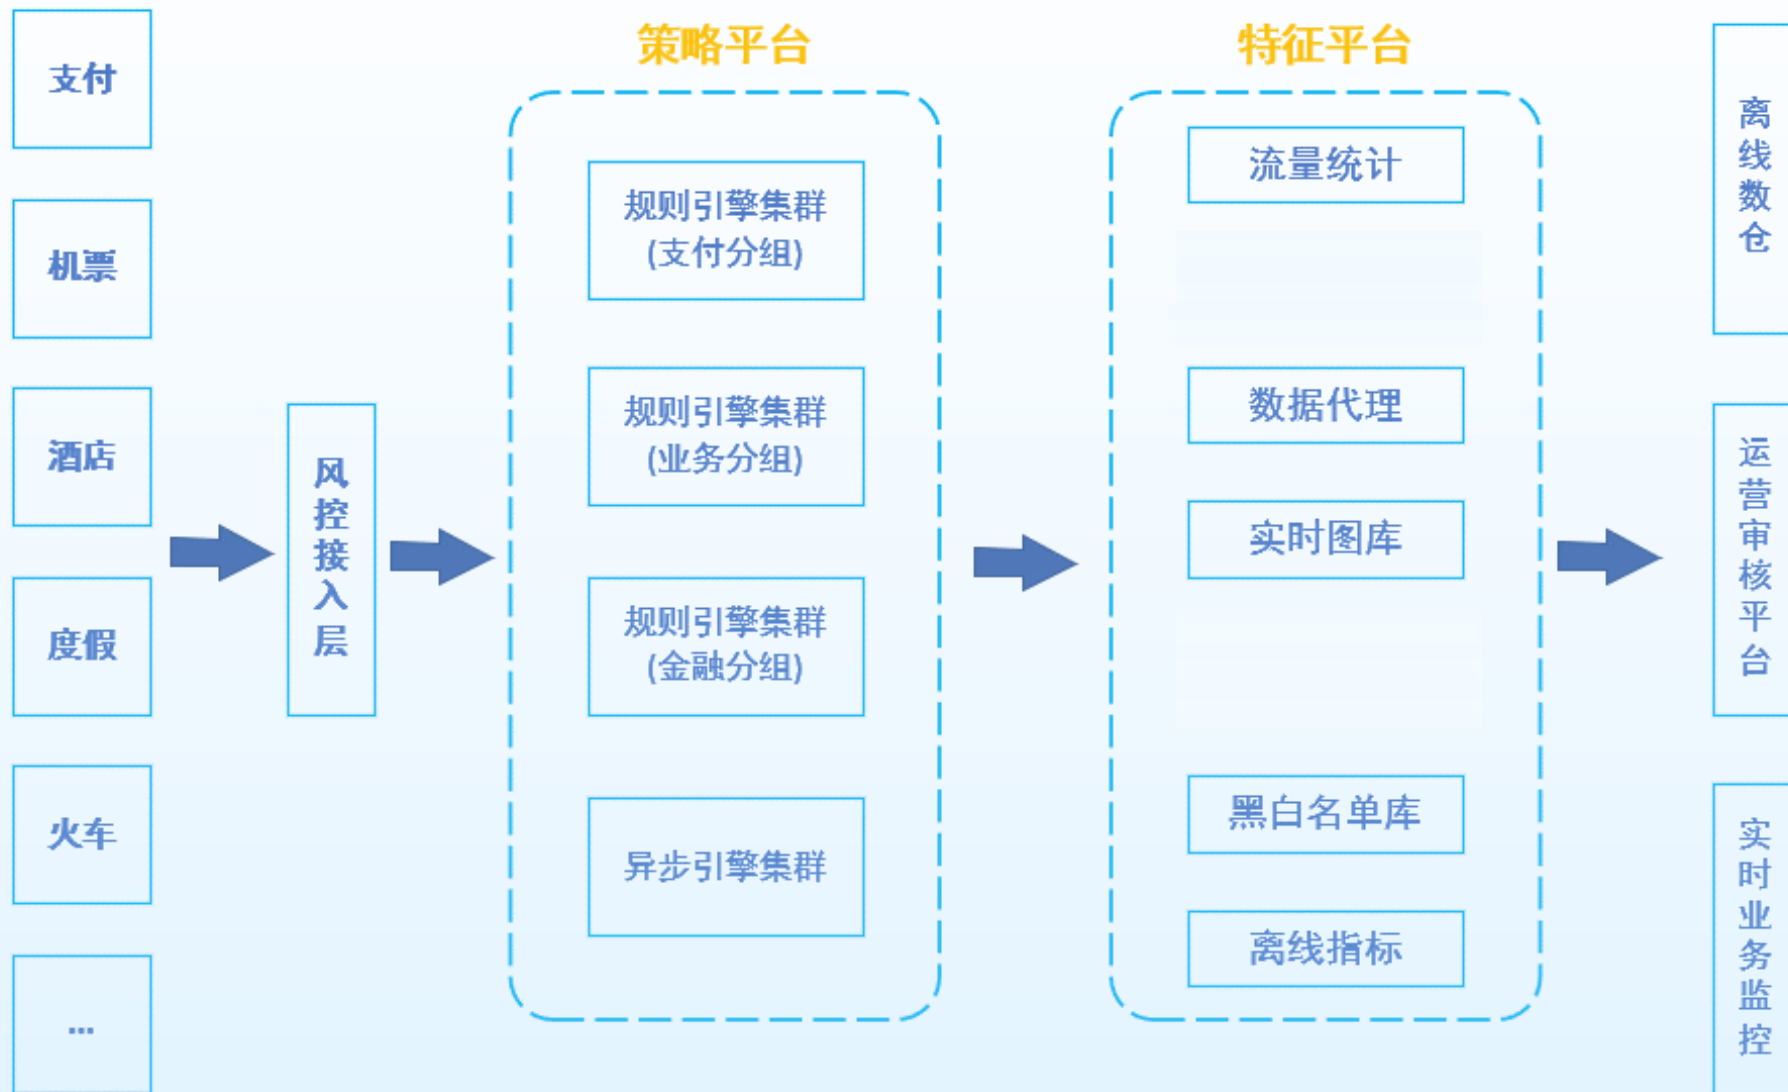 支付
机票
酒店
度假
火车
...
风控接入层
策略平台
规则引擎集群
(支付分组)
规则引擎集群
(业务分组)
规则引擎集群
(金融分组)
异步引擎集群
特征平台
流量统计
数据代理
实时图库
黑白名单库
离线指标
离线数仓
运营审核平台
实时业务监控